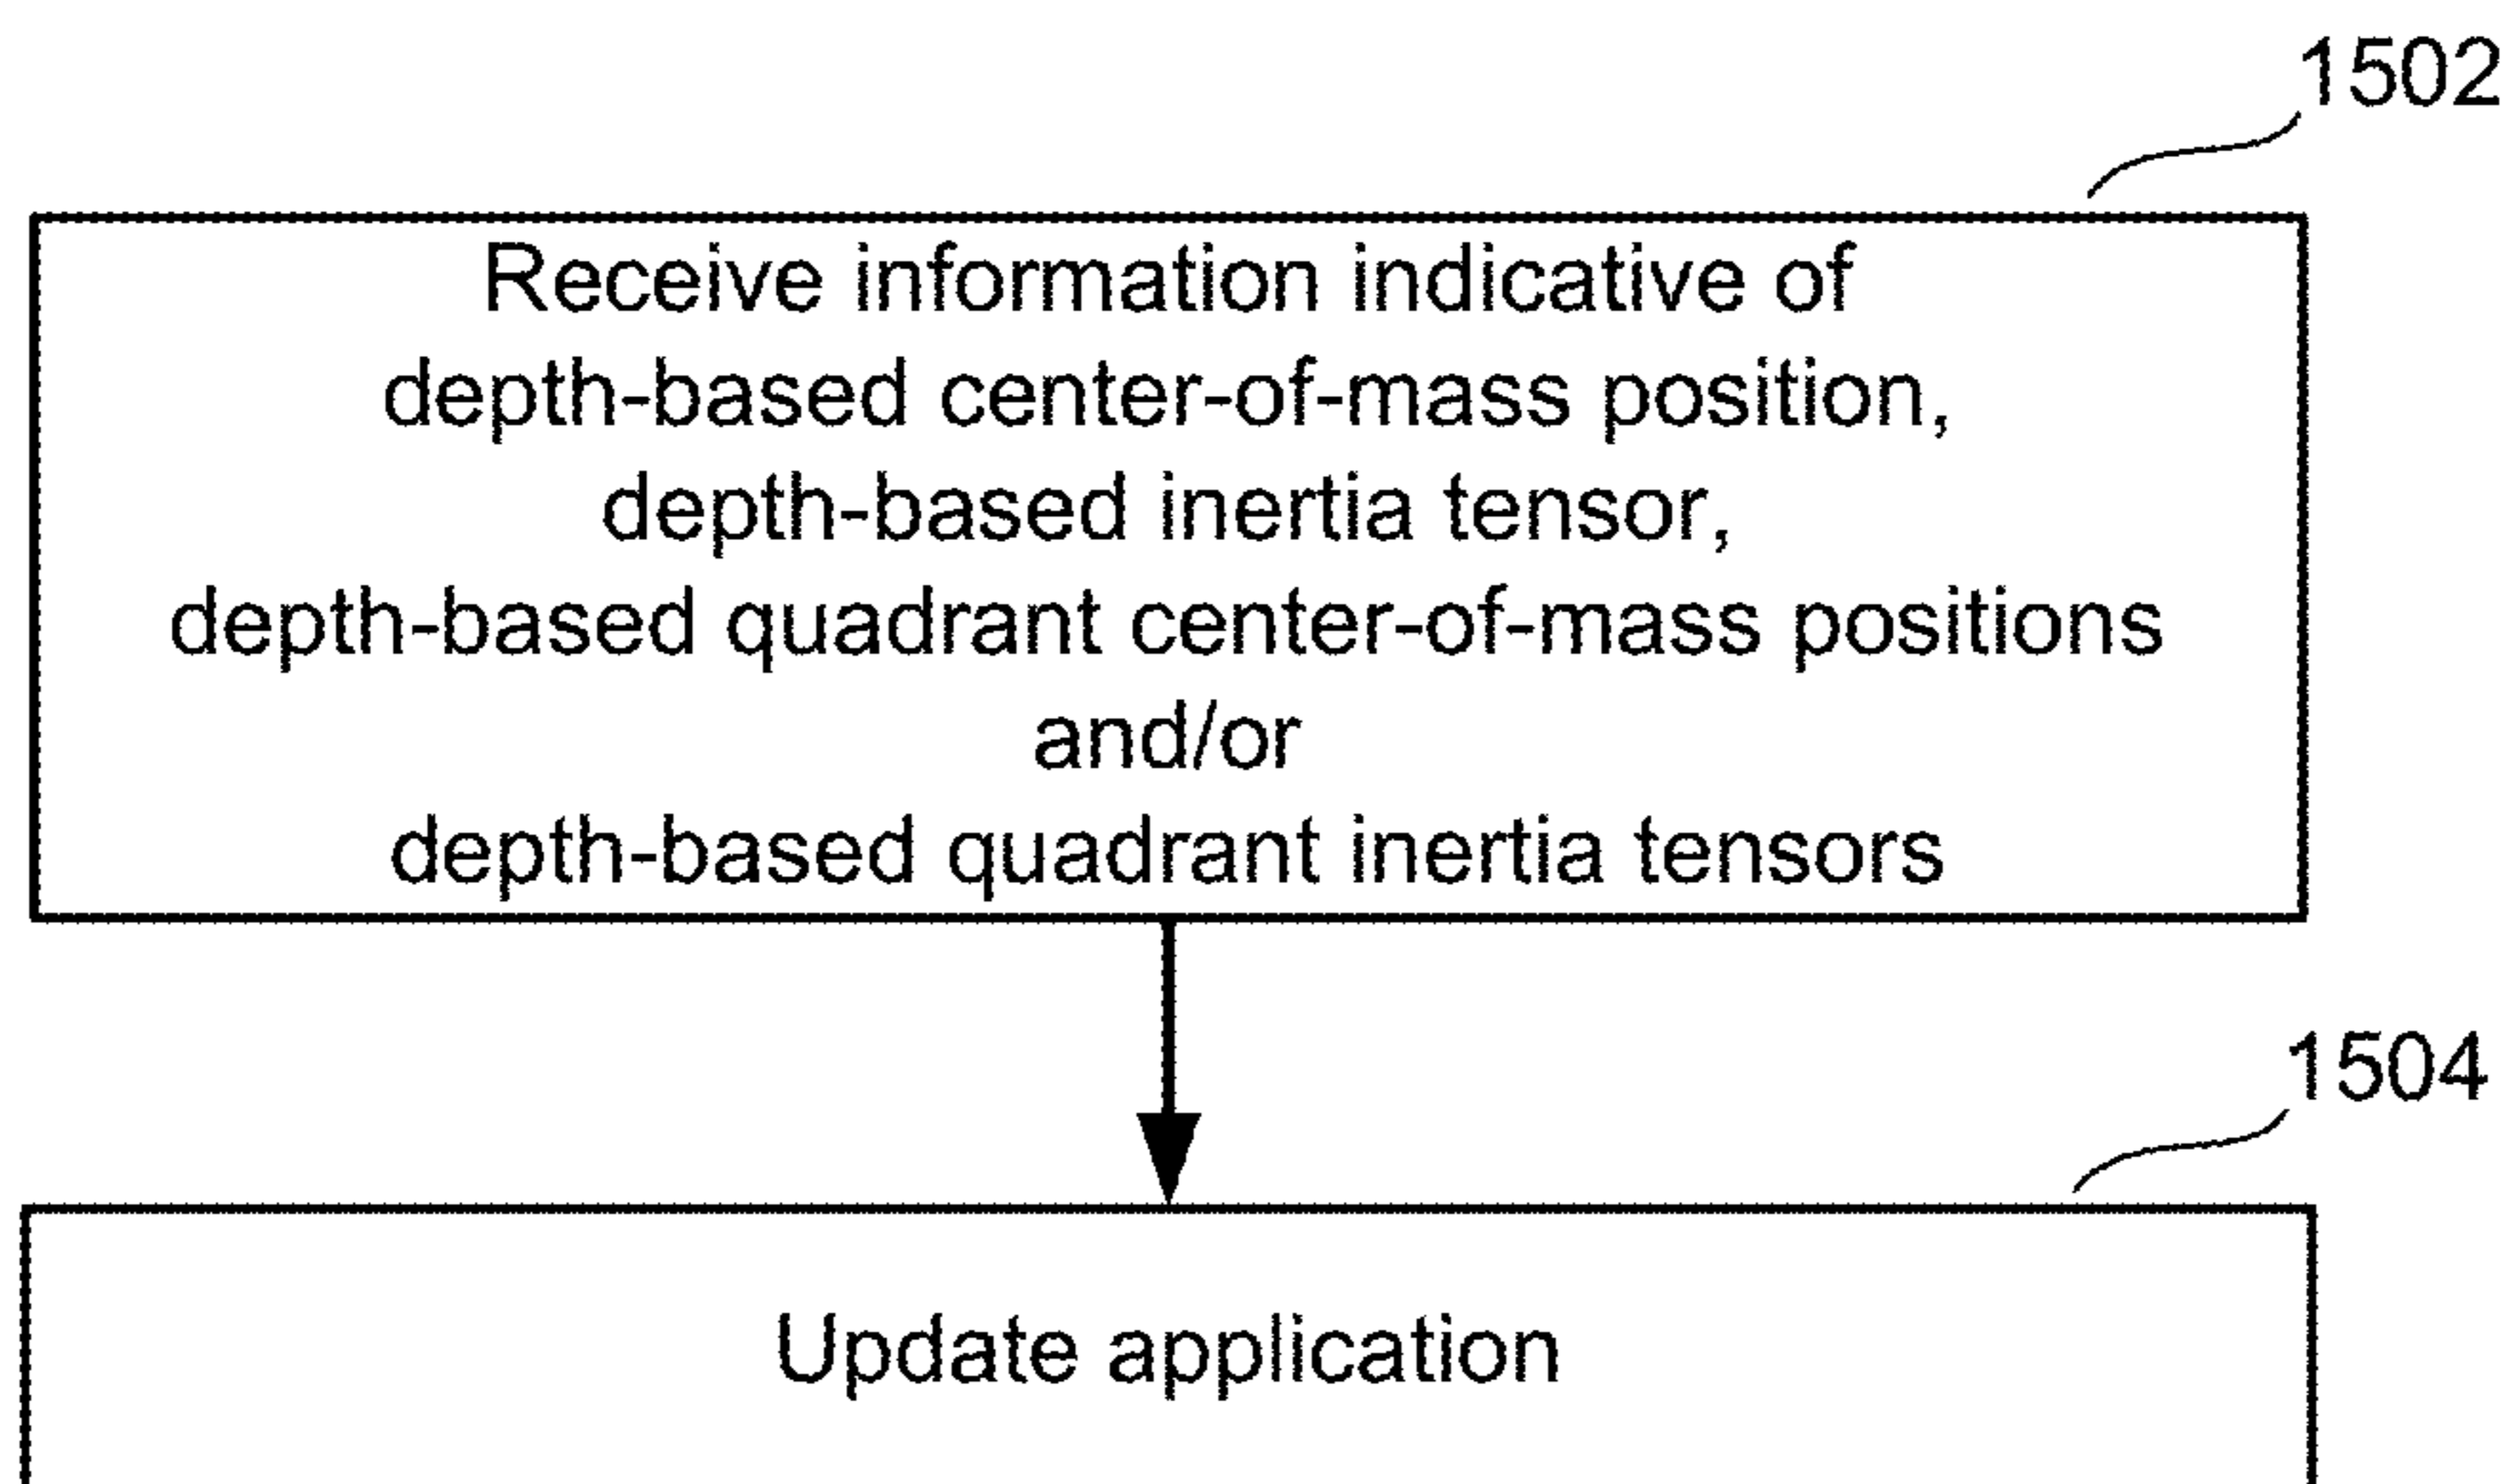 1502
Receive information indicative of
depth-based center-of-mass position,
depth-based inertia tensor,
depth-based quadrant center-of-mass positions
and/or
depth-based quadrant inertia tensors
1504
Update application